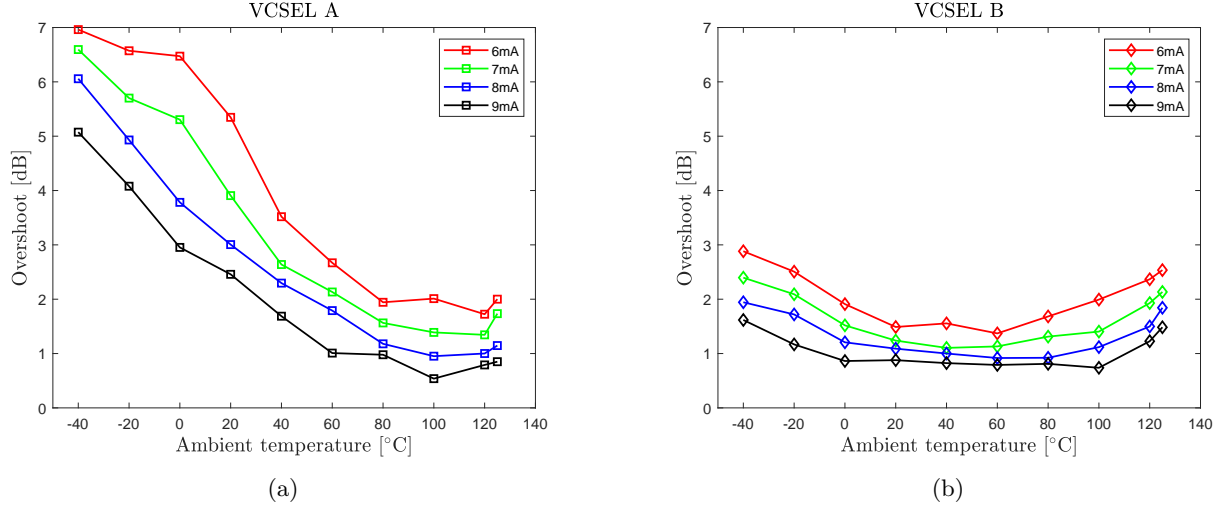 VCSEL A
7
6
5
4
3
2
1
0
Overshoot [dB]
-40 -20 0 20 40 60 80 100 120 140
Ambient temperature [°C]
6mA
7mA
8mA
9mA
(a)
VCSEL B
7
6
5
4
3
2
1
0
Overshoot [dB]
-40 -20 0 20 40 60 80 100 120 140
Ambient temperature [°C]
6mA
7mA
8mA
9mA
(b)